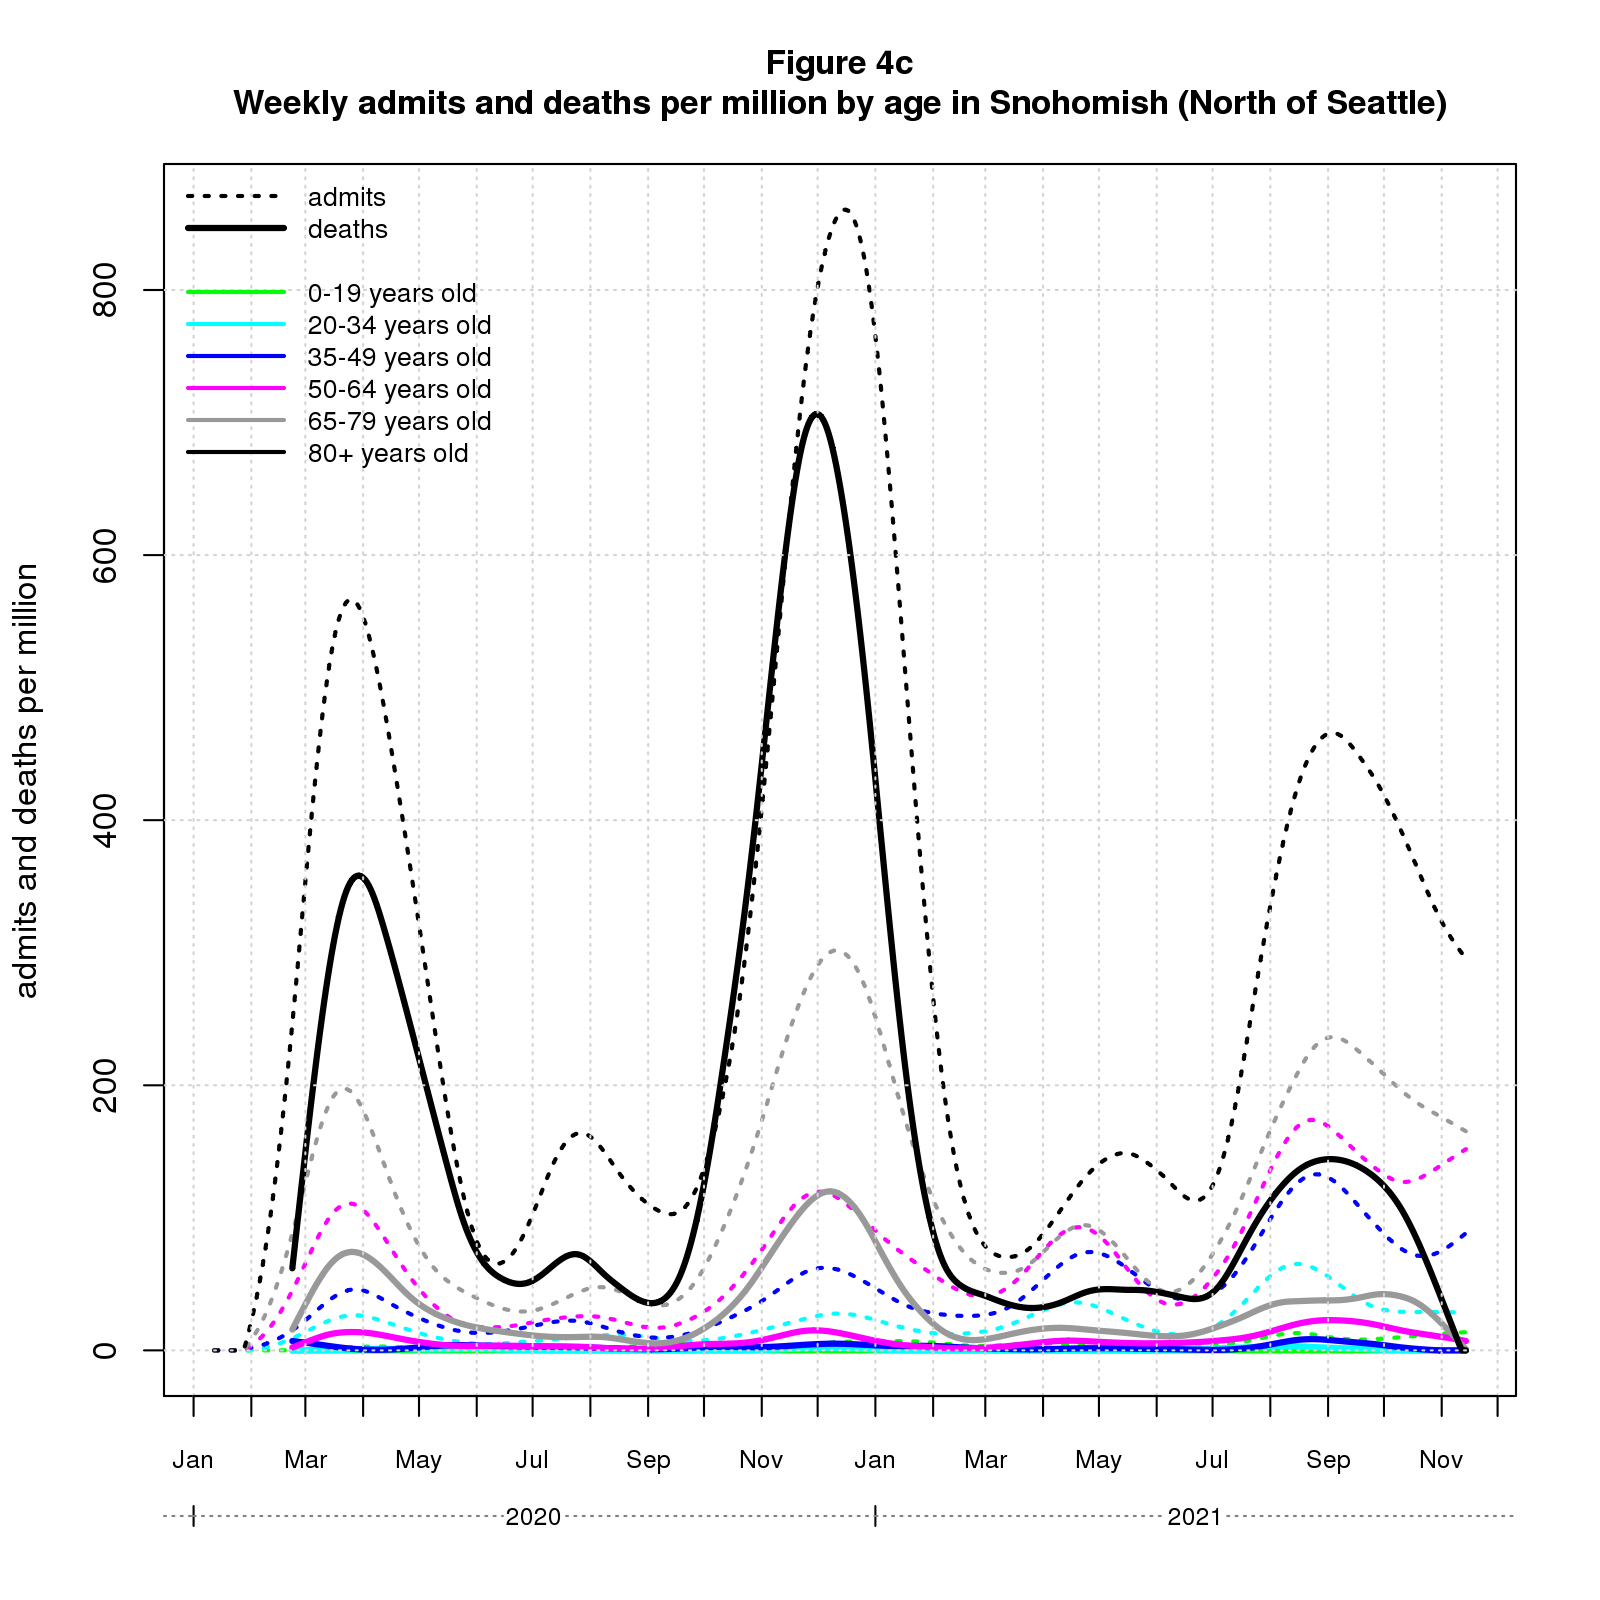 Figure 4c
Weekly admits and deaths per million by age in Snohomish (North of Seattle)
admits and deaths per million
800
600
400
200
0
admits
deaths
0-19 years old
20-34 years old
35-49 years old
50-64 years old
65-79 years old
80+ years old
Jan Mar May Jul Sep Nov Jan Mar May Jul Sep Nov
2020 2021